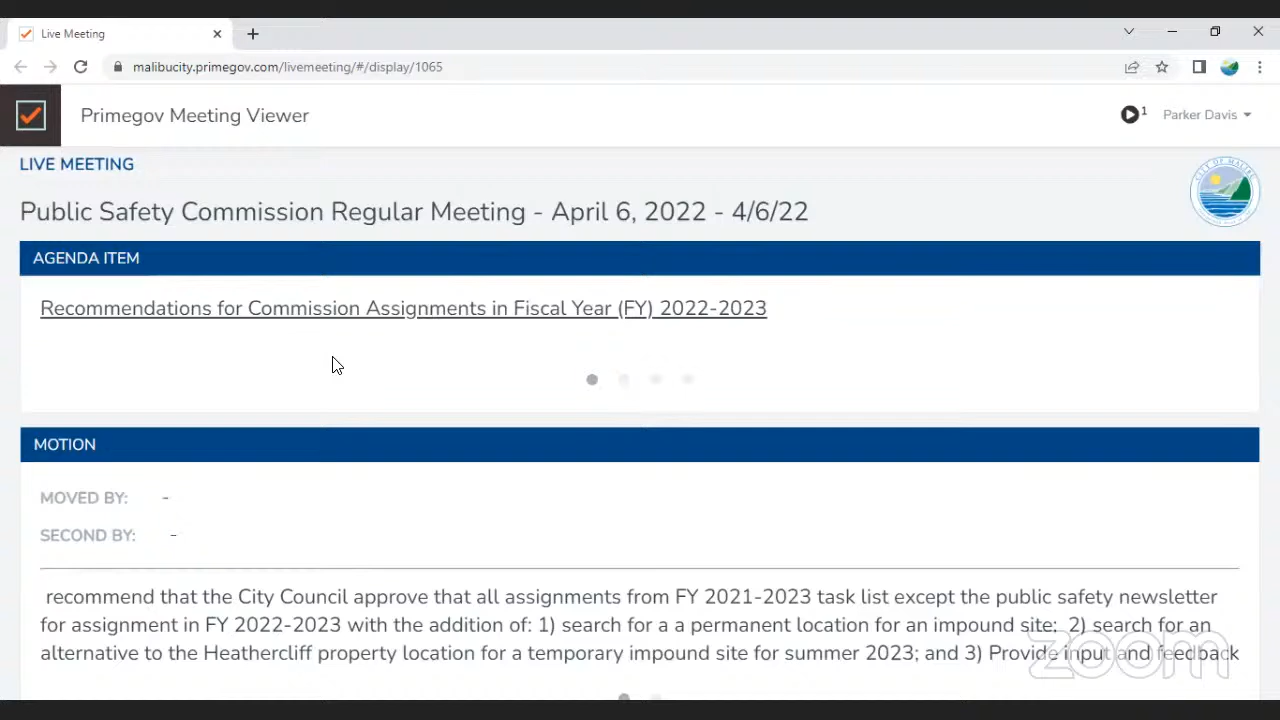 Live Meeting
malibucity.primegov.com/livemeeting/#/display/1065
Primegov Meeting Viewer
1
Parker Davis
LIVE MEETING
CITY OF MALIBU
Public Safety Commission Regular Meeting - April 6, 2022 - 4/6/22
AGENDA ITEM
Recommendations for Commission Assignments in Fiscal Year (FY) 2022-2023
MOTION
MOVED BY: -
SECOND BY: -
recommend that the City Council approve that all assignments from FY 2021-2023 task list except the public safety newsletter
for assignment in FY 2022-2023 with the addition of: 1) search for a a permanent location for an impound site; 2) search for an
alternative to the Heathercliff property location for a temporary impound site for summer 2023; and 3) Provide input and feedback
zoom